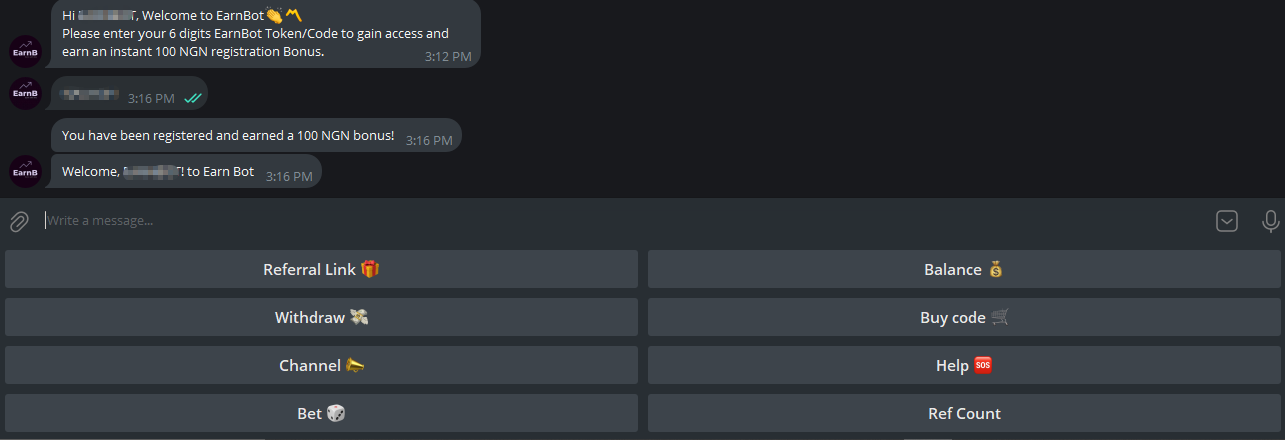 Hi T, Welcome to EarnBot👏〽️
Please enter your 6 digits EarnBot Token/Code to gain access and
earn an instant 100 NGN registration Bonus.
3:12 PM
EarnB
3:16 PM
EarnB
You have been registered and earned a 100 NGN bonus!
3:16 PM
Welcome, T! to Earn Bot
3:16 PM
EarnB
Write a message...
Referral Link 🎁
Balance 💰
Withdraw 💸
Buy code 🛒
Channel 📣
Help 🆘
Bet 🎲
Ref Count